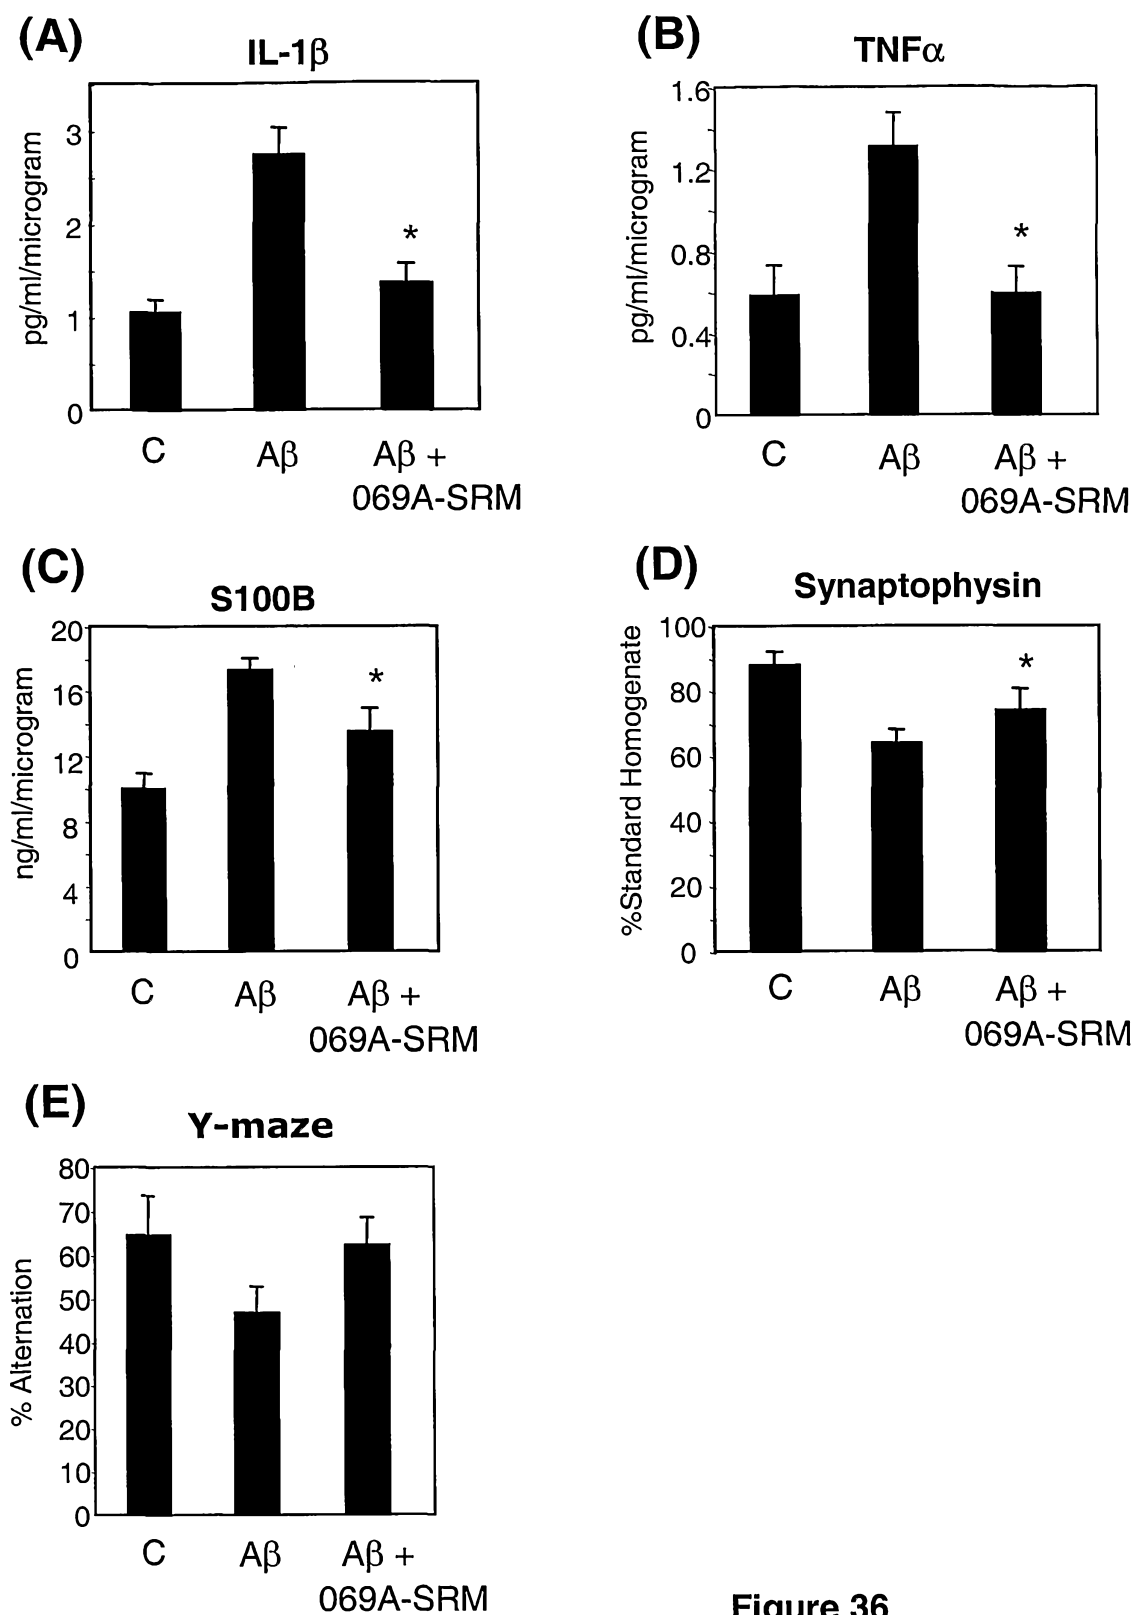 (A)
IL-1β
pg/ml/microgram
3
2
1
0
C
Aβ
Aβ +
069A-SRM
(B)
TNFα
pg/ml/microgram
1.6
1.2
0.8
0.4
0
*
C
Aβ
Aβ +
069A-SRM
*
(C)
S100B
ng/ml/microgram
20
16
12
8
4
0
*
C
Aβ
Aβ +
069A-SRM
(D)
Synaptophysin
%Standard Homogenate
100
80
60
40
20
0
*
C
Aβ
Aβ +
069A-SRM
(E)
Y-maze
% Alternation
80
70
60
50
40
30
20
10
0
C
Aβ
Aβ +
069A-SRM
Figure 36